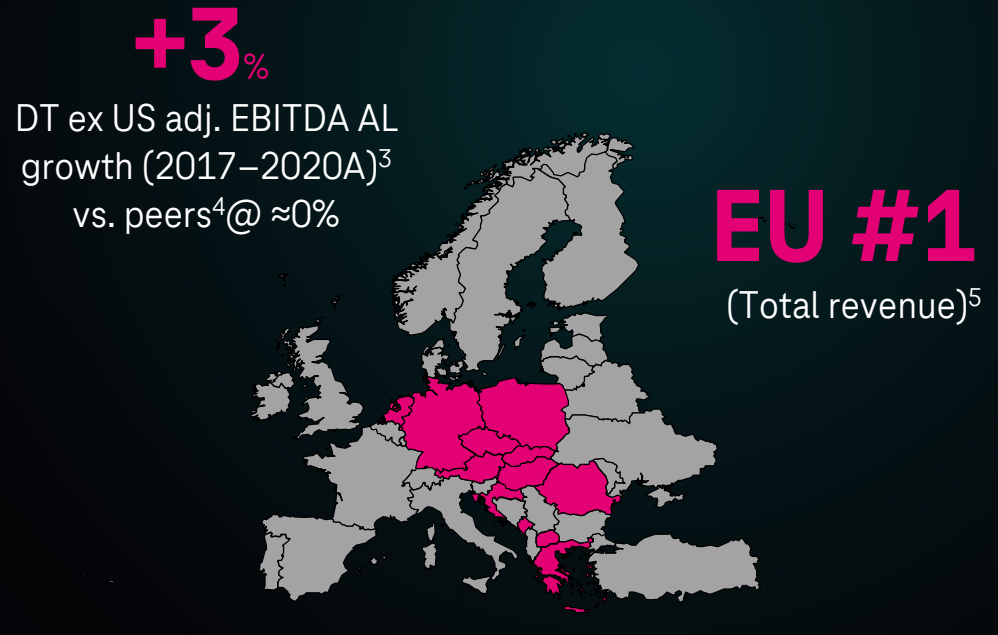 +3%
DT ex US adj. EBITDA AL
growth (2017–2020A)³
vs. peers⁴@ ≈0%
EU #1
(Total revenue)⁵